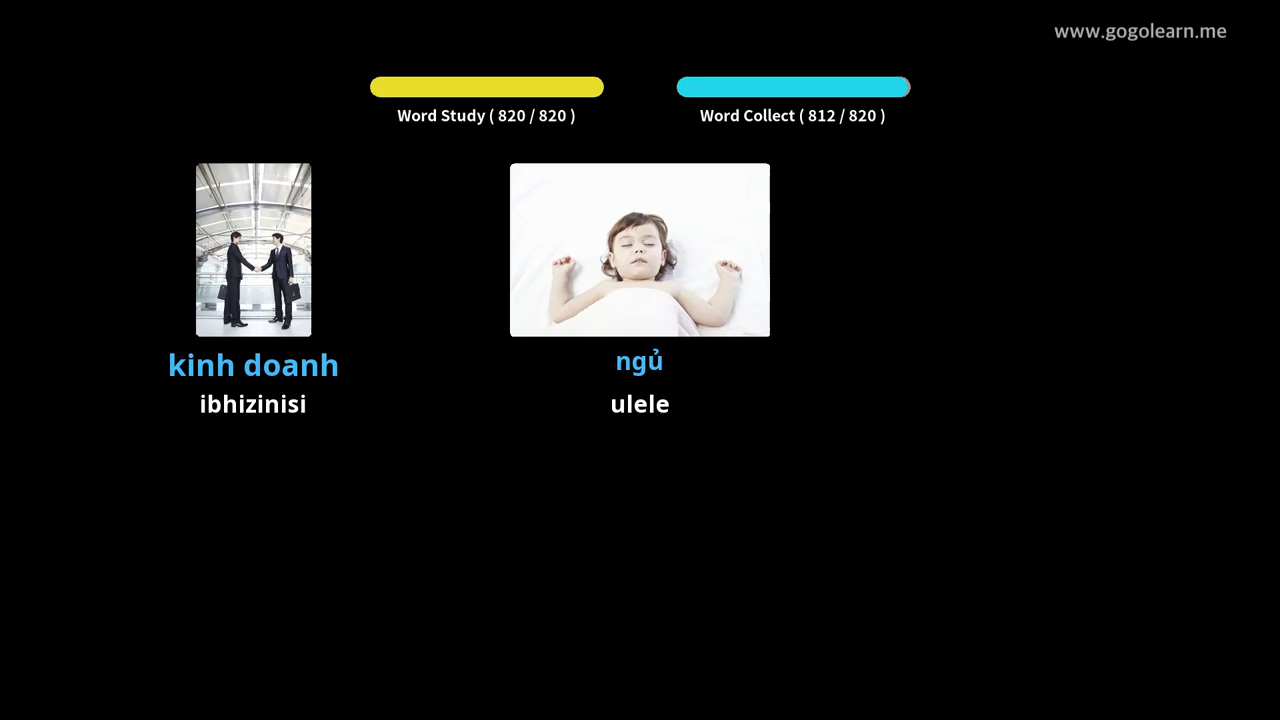 www.gogolearn.me
Word Study ( 820 / 820 )
Word Collect ( 812 / 820 )
kinh doanh
ibhizinisi
ngủ
ulele